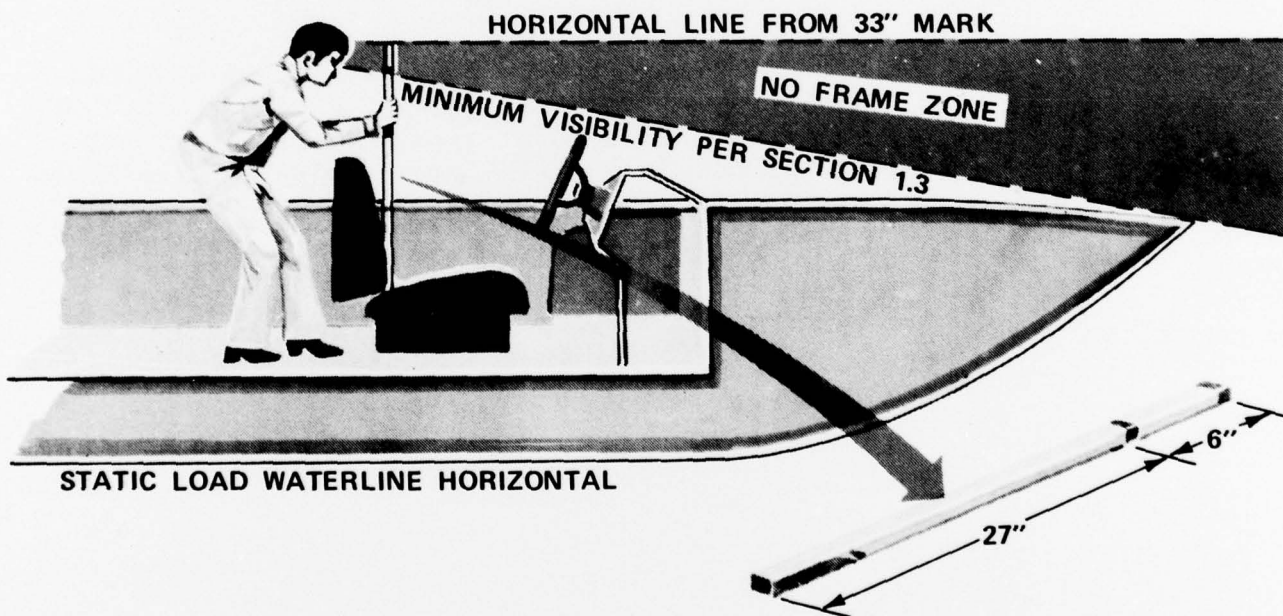 HORIZONTAL LINE FROM 33" MARK
NO FRAME ZONE
MINIMUM VISIBILITY PER SECTION 1.3
STATIC LOAD WATERLINE HORIZONTAL
6"
27"